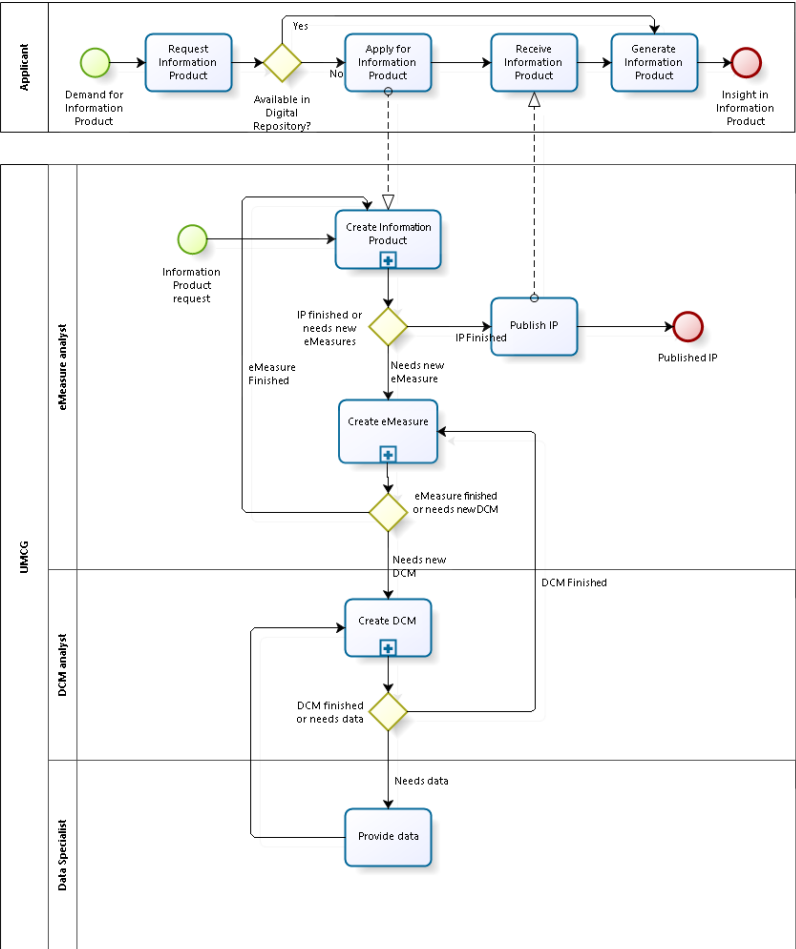 Applicant
Yes
Request
Information
Product
Apply for
Information
Product
Receive
Information
Product
Generate
Information
Product
No
Demand for
Information
Product
Available in
Digital
Repository?
Insight in
Information
Product
UMCG
eMeasure analyst
Create Information
Product
Information
Product
request
IP finished or
needs new
eMeasures
IP Finished
Publish IP
Published IP
eMeasure
Finished
Needs new
eMeasure
Create eMeasure
eMeasure finished
or needs new DCM
Needs new
DCM
DCM Finished
DCM analyst
Create DCM
DCM finished
or needs data
Needs data
Data Specialist
Provide data